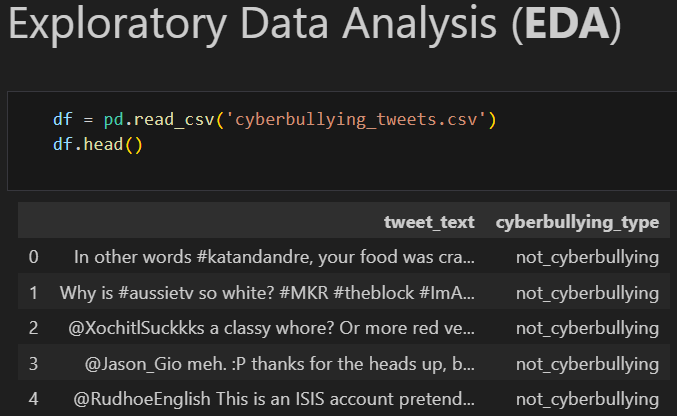 Exploratory Data Analysis (EDA)
df = pd.read_csv('cyberbullying_tweets.csv')
df.head()
tweet_text cyberbullying_type
0 In other words #katandandre, your food was cra... not_cyberbullying
1 Why is #aussietv so white? #MKR #theblock #ImA... not_cyberbullying
2 @XochitlSuckkks a classy whore? Or more red ve... not_cyberbullying
3 @Jason_Gio meh. :P thanks for the heads up, b... not_cyberbullying
4 @RudhoeEnglish This is an ISIS account pretend... not_cyberbullying